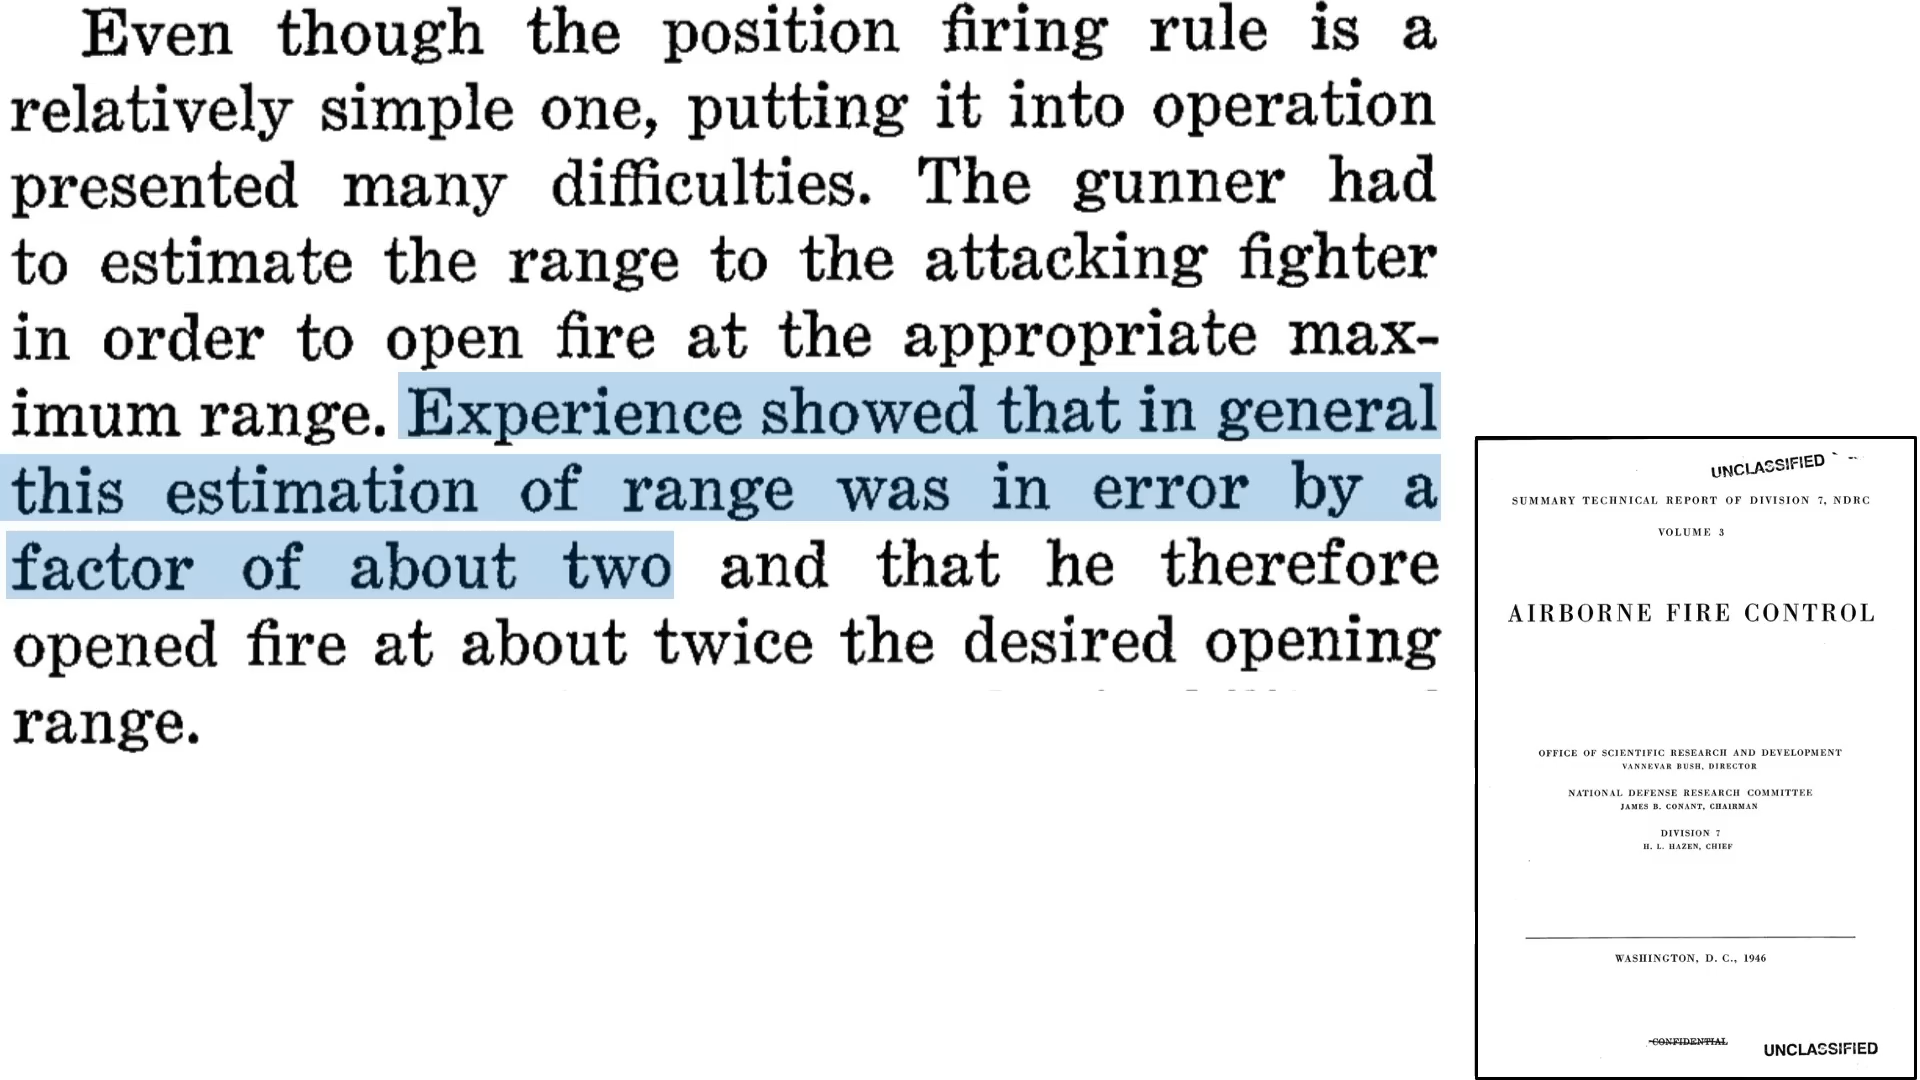 Even though the position firing rule is a
relatively simple one, putting it into operation
presented many difficulties. The gunner had
to estimate the range to the attacking fighter
in order to open fire at the appropriate max-
imum range. Experience showed that in general
this estimation of range was in error by a
factor of about two and that he therefore
opened fire at about twice the desired opening
range.
UNCLASSIFIED
SUMMARY TECHNICAL REPORT OF DIVISION 7, NDRC
VOLUME 3
AIRBORNE FIRE CONTROL
OFFICE OF SCIENTIFIC RESEARCH AND DEVELOPMENT
VANNEVAR BUSH, DIRECTOR
NATIONAL DEFENSE RESEARCH COMMITTEE
JAMES B. CONANT, CHAIRMAN
DIVISION 7
H. L. HAZEN, CHIEF
WASHINGTON, D. C., 1946
CONFIDENTIAL
UNCLASSIFIED